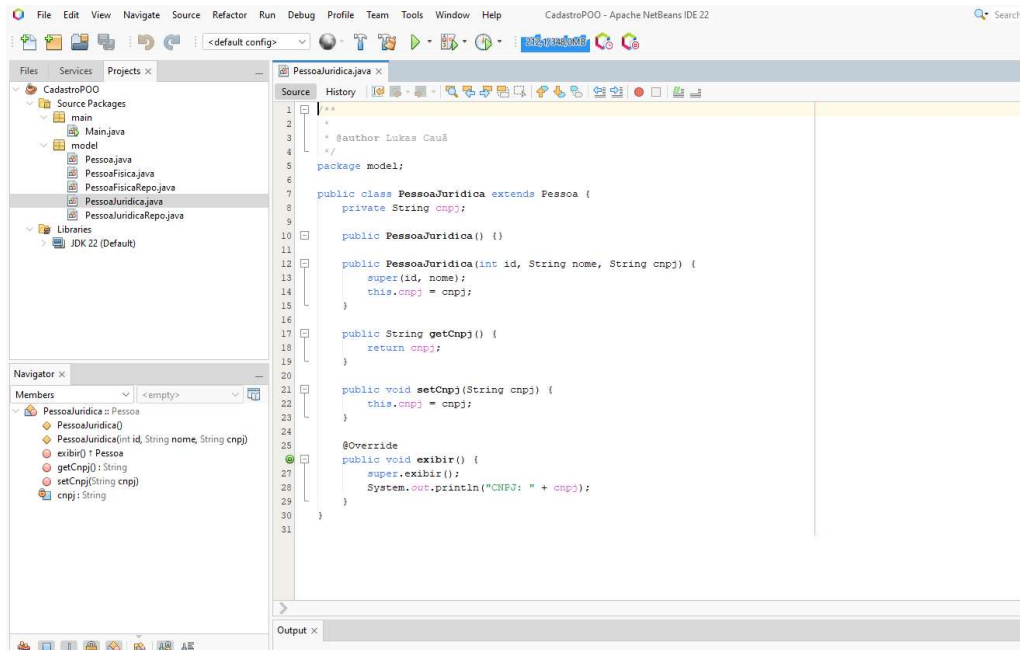 File Edit View Navigate Source Refactor Run Debug Profile Team Tools Window Help CadastroPOO - Apache NetBeans IDE 22 Search
<default config>
Files Services Projects
CadastroPOO
Source Packages
main
Main.java
model
Pessoa.java
PessoaFisica.java
PessoaFisicaRepo.java
PessoaJuridica.java
PessoaJuridicaRepo.java
Libraries
JDK 22 (Default)
Navigator
Members <empty>
PessoaJuridica :: Pessoa
PessoaJuridica()
PessoaJuridica(int id, String nome, String cnpj)
exibir() ↑ Pessoa
getCnpj() : String
setCnpj(String cnpj)
cnpj : String
PessoaJuridica.java
Source History
1 /**
2 *
3 * @author Lukas Cauã
4 */
5 package model;
6
7 public class PessoaJuridica extends Pessoa {
8 private String cnpj;
9
10 public PessoaJuridica() {}
11
12 public PessoaJuridica(int id, String nome, String cnpj) {
13 super(id, nome);
14 this.cnpj = cnpj;
15 }
16
17 public String getCnpj() {
18 return cnpj;
19 }
20
21 public void setCnpj(String cnpj) {
22 this.cnpj = cnpj;
23 }
24
25 @Override
public void exibir() {
27 super.exibir();
28 System.out.println("CNPJ: " + cnpj);
29 }
30 }
31
Output